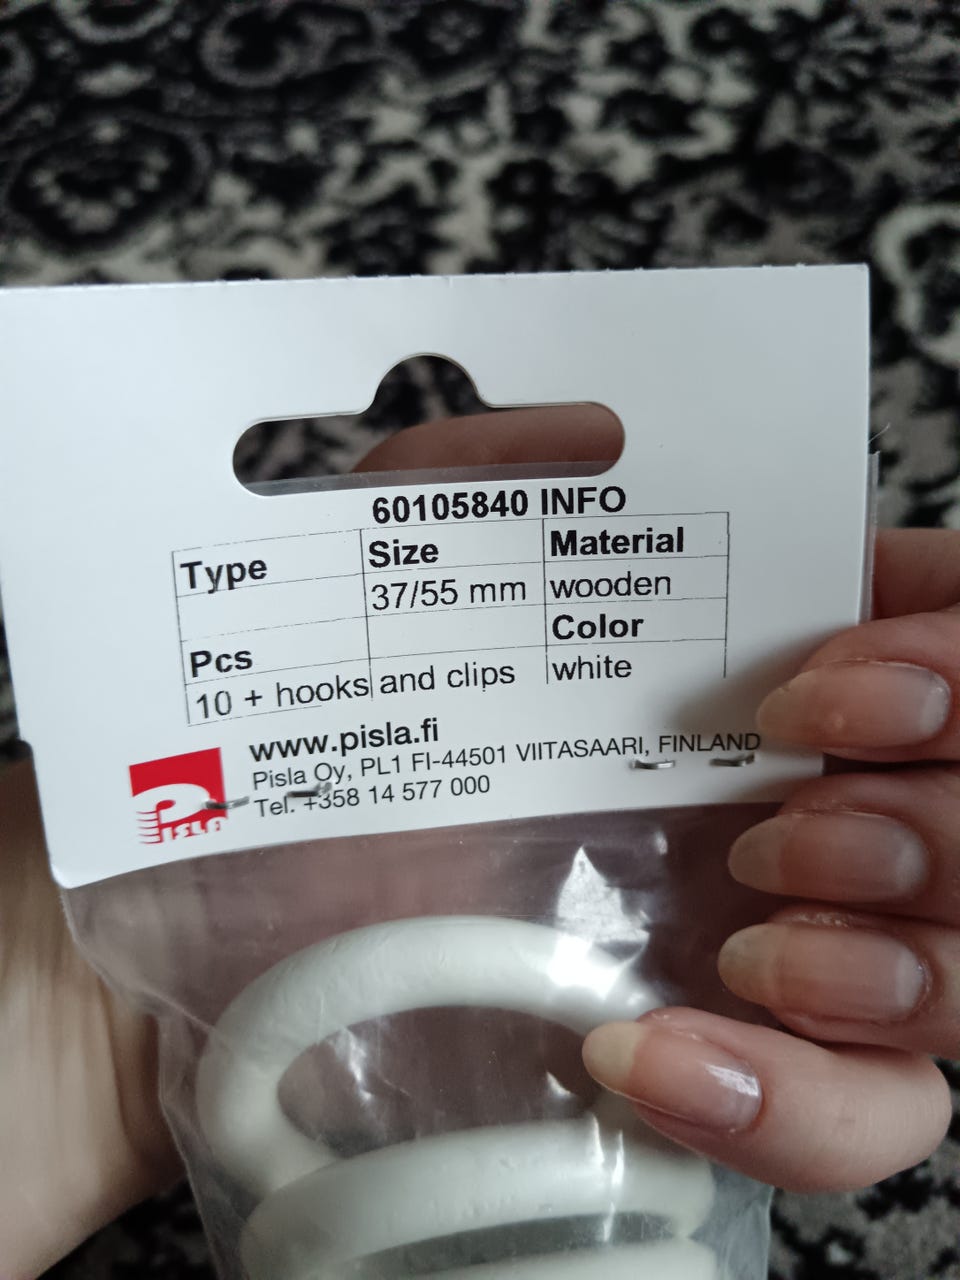 60105840 INFO
Type Size Material
37/55 mm wooden
Pcs Color
10 + hooks and clips white
www.pisla.fi
Pisla Oy, PL1 FI-44501 VIITASAARI, FINLAND
Tel. +358 14 577 000
PISLA